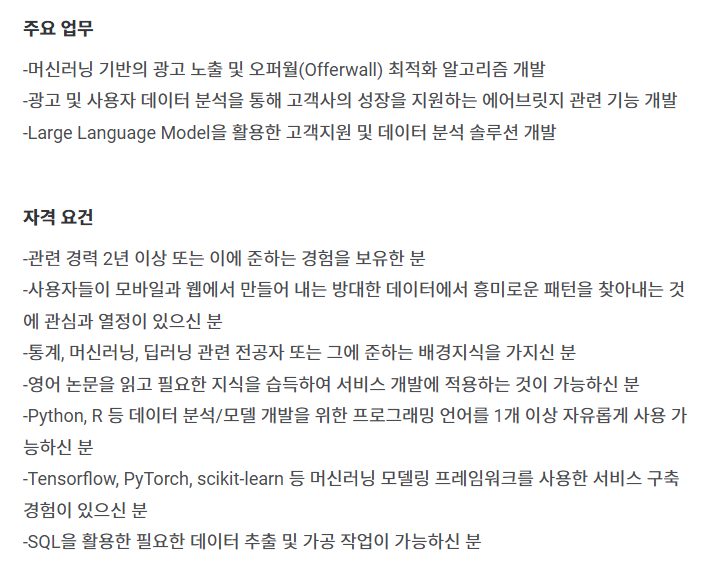 주요 업무
-머신러닝 기반의 광고 노출 및 오퍼월(Offerwall) 최적화 알고리즘 개발
-광고 및 사용자 데이터 분석을 통해 고객사의 성장을 지원하는 에어브릿지 관련 기능 개발
-Large Language Model을 활용한 고객지원 및 데이터 분석 솔루션 개발
자격 요건
-관련 경력 2년 이상 또는 이에 준하는 경험을 보유한 분
-사용자들이 모바일과 웹에서 만들어 내는 방대한 데이터에서 흥미로운 패턴을 찾아내는 것
에 관심과 열정이 있으신 분
-통계, 머신러닝, 딥러닝 관련 전공자 또는 그에 준하는 배경지식을 가지신 분
-영어 논문을 읽고 필요한 지식을 습득하여 서비스 개발에 적용하는 것이 가능하신 분
-Python, R 등 데이터 분석/모델 개발을 위한 프로그래밍 언어를 1개 이상 자유롭게 사용 가
능하신 분
-Tensorflow, PyTorch, scikit-learn 등 머신러닝 모델링 프레임워크를 사용한 서비스 구축
경험이 있으신 분
-SQL을 활용한 필요한 데이터 추출 및 가공 작업이 가능하신 분